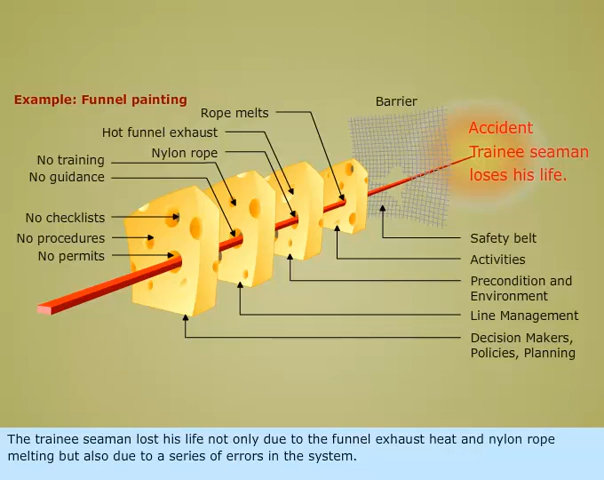 Example: Funnel painting
Barrier
Rope melts
Hot funnel exhaust
Nylon rope
No training
No guidance
No checklists
No procedures
No permits
Accident
Trainee seaman
loses his life.
Safety belt
Activities
Precondition and
Environment
Line Management
Decision Makers,
Policies, Planning
The trainee seaman lost his life not only due to the funnel exhaust heat and nylon rope
melting but also due to a series of errors in the system.